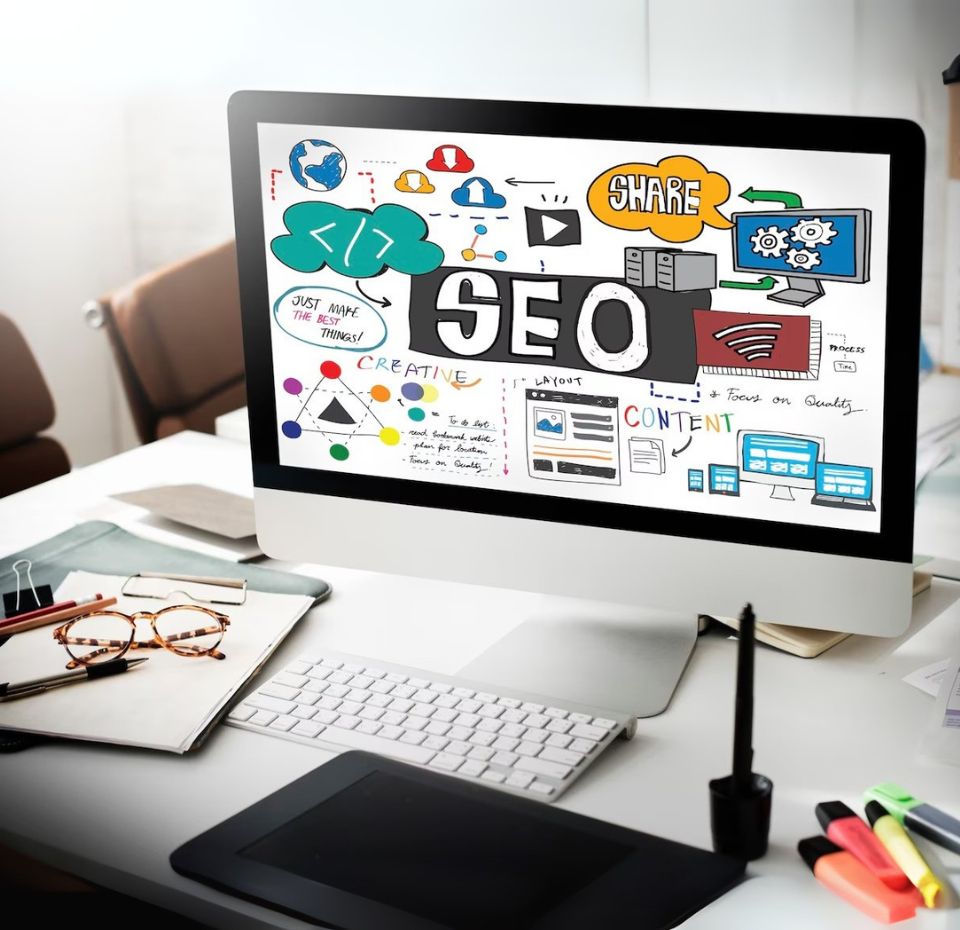 SHARE
</>
SEO
JUST MAKE
THE BEST
THINGS!
PROCESS
Time
CREATIVE
LAYOUT
* Focus on Quality.
CONTENT
= To do list
read bookmark website
plan for location
Focus on Quality!